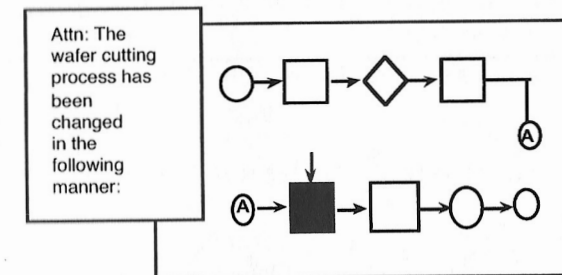 Attn: The
wafer cutting
process has
been
changed
in the
following
manner:
A
A